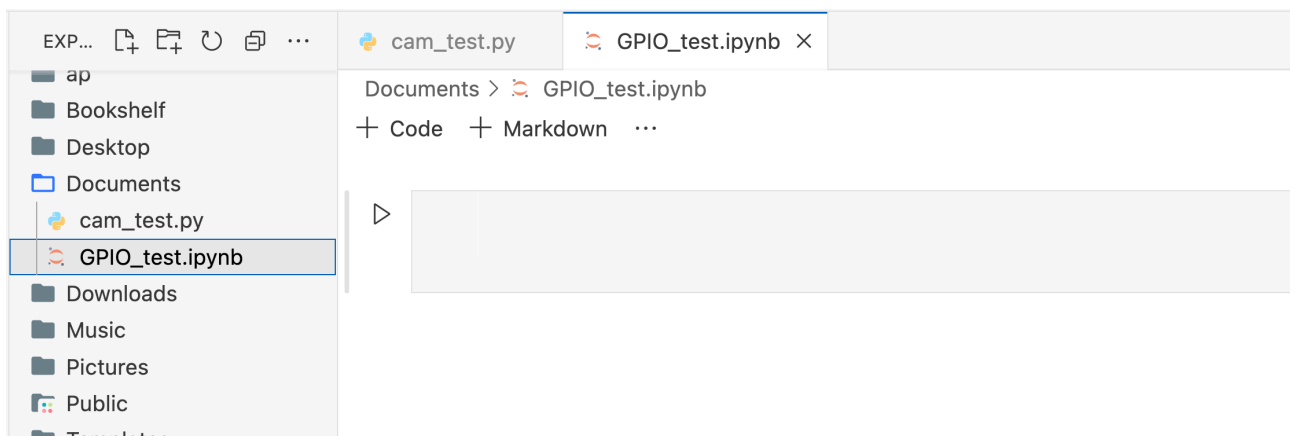 EXP... ···
cam_test.py GPIO_test.ipynb
Documents > GPIO_test.ipynb
+ Code + Markdown ···
ap
Bookshelf
Desktop
Documents
cam_test.py
GPIO_test.ipynb
Downloads
Music
Pictures
Public